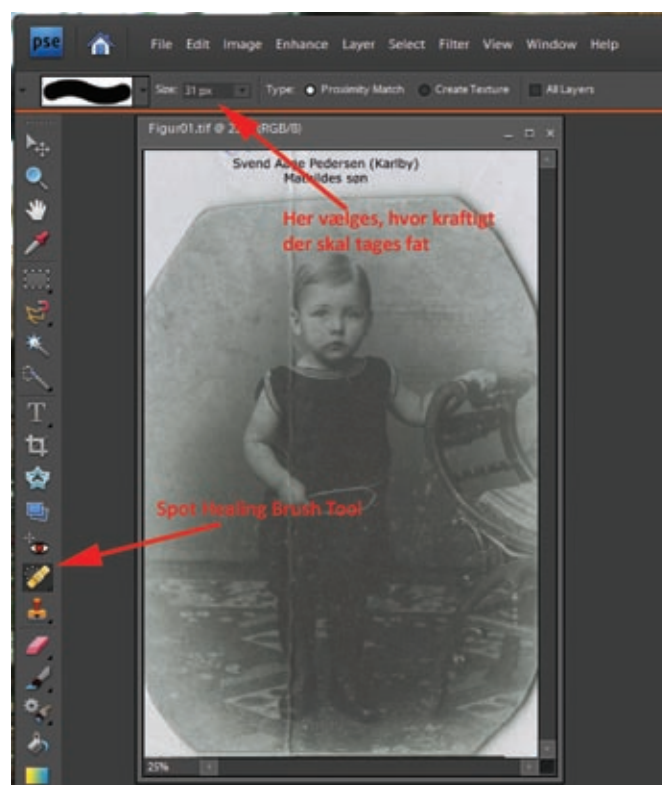 pse File Edit Image Enhance Layer Select Filter View Window Help
Size: 31 px Type: Proximity Match Create Texture All Layers
Figur01.tif @ (RGB/8)
Svend Pedersen (Karlby)
søn
Her vælges, hvor kraftigt
der skal tages fat
T
Spot Healing Brush Tool
25%